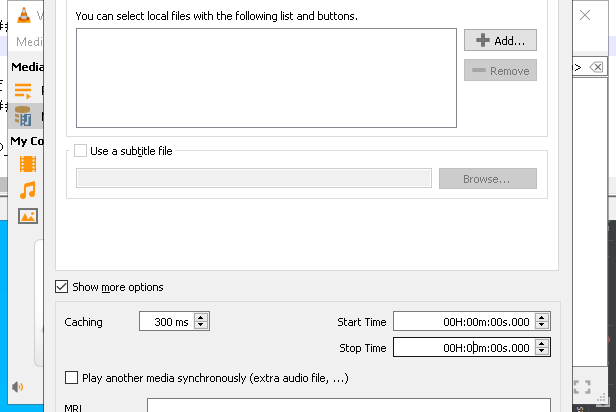 You can select local files with the following list and buttons.
Add...
Remove
Use a subtitle file
Browse...
Media
My Co
Show more options
Caching 300 ms Start Time 00H:00m:00s.000
Stop Time 00H:00m:00s.000
Play another media synchronously (extra audio file, ...)
MRL